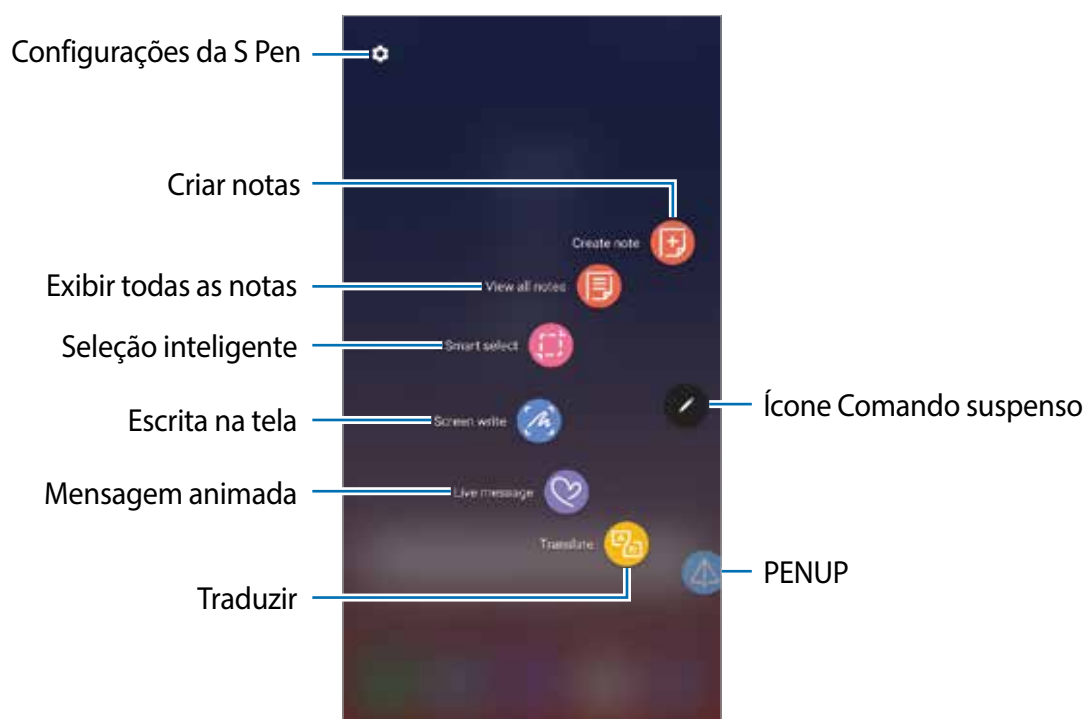 Configurações da S Pen
Criar notas
Create note
Exibir todas as notas
View all notes
Seleção inteligente
Smart select
Ícone Comando suspenso
Escrita na tela
Screen write
Mensagem animada
Live message
Translate
PENUP
Traduzir